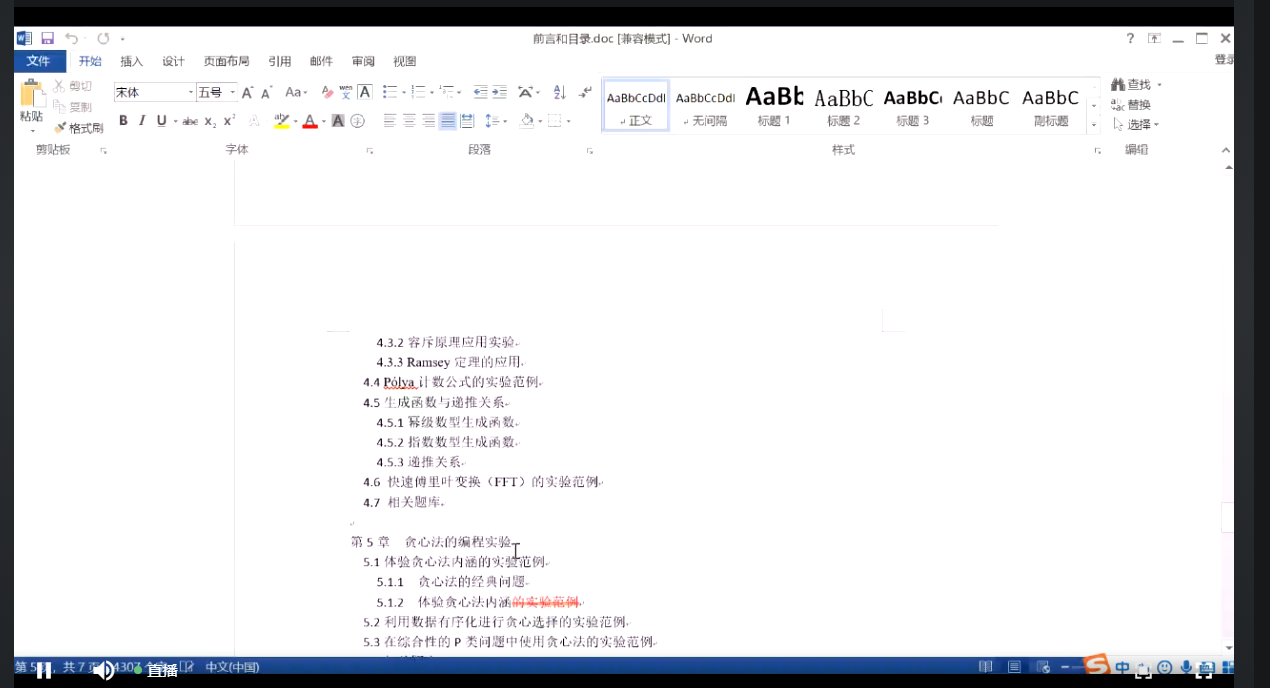 前言和目录.doc [兼容模式] - Word
文件 开始 插入 设计 页面布局 引用 邮件 审阅 视图 登录
粘贴 剪切 宋体 五号 AaBbCcDdI AaBbCcDdI AaBb AaBbC AaBbC AaBbC AaBbC 查找
复制 正文 无间隔 标题 1 标题 2 标题 3 标题 副标题 替换
格式刷 B I U abc 选择
剪贴板 字体 段落 样式 编辑
4.3.2 容斥原理应用实验
4.3.3 Ramsey 定理的应用
4.4 Pólya 计数公式的实验范例
4.5 生成函数与递推关系
4.5.1 幂级数型生成函数
4.5.2 指数数型生成函数
4.5.3 递推关系
4.6 快速傅里叶变换（FFT）的实验范例
4.7 相关题库
第 5 章 贪心法的编程实验
5.1 体验贪心法内涵的实验范例
5.1.1 贪心法的经典问题
5.1.2 体验贪心法内涵的实验范例
5.2 利用数据有序化进行贪心选择的实验范例
5.3 在综合性的 P 类问题中使用贪心法的实验范例
共 7 页 中文(中国) 中
直播